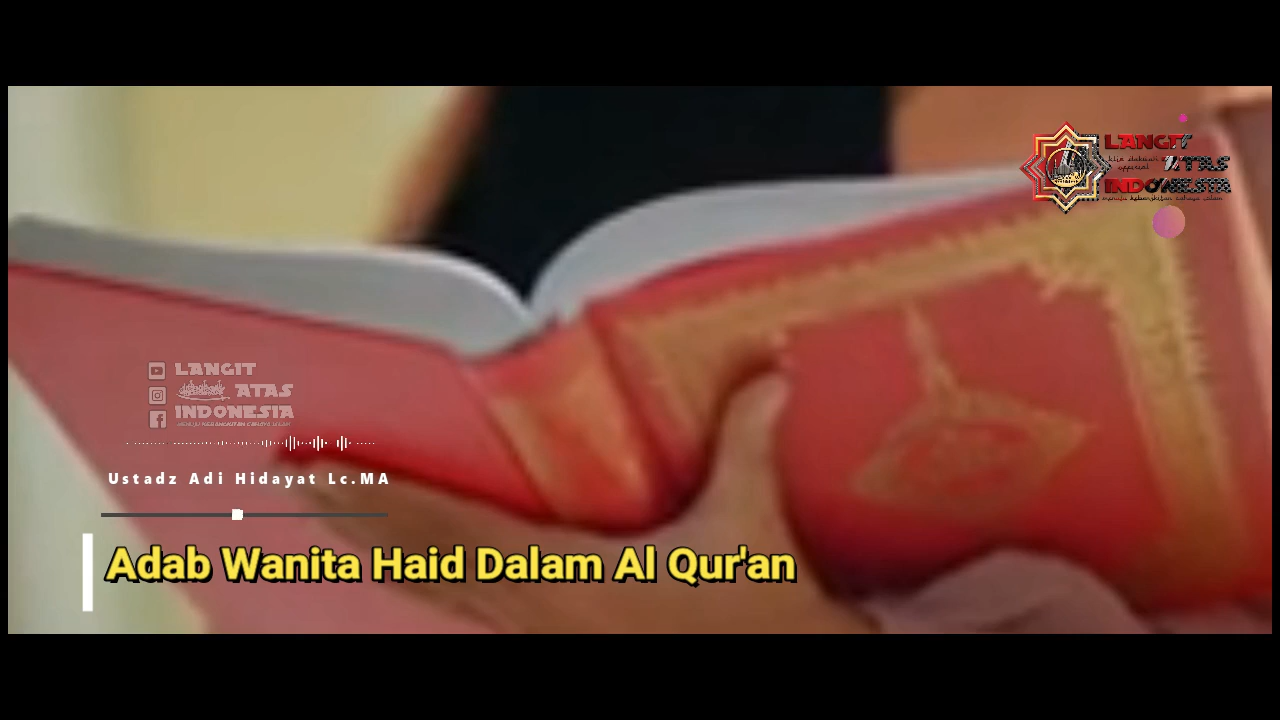 LANGIT
ATAS
INDONESIA
LANGIT
ATAS
INDONESIA
Ustadz Adi Hidayat Lc.MA
Adab Wanita Haid Dalam Al Qur'an